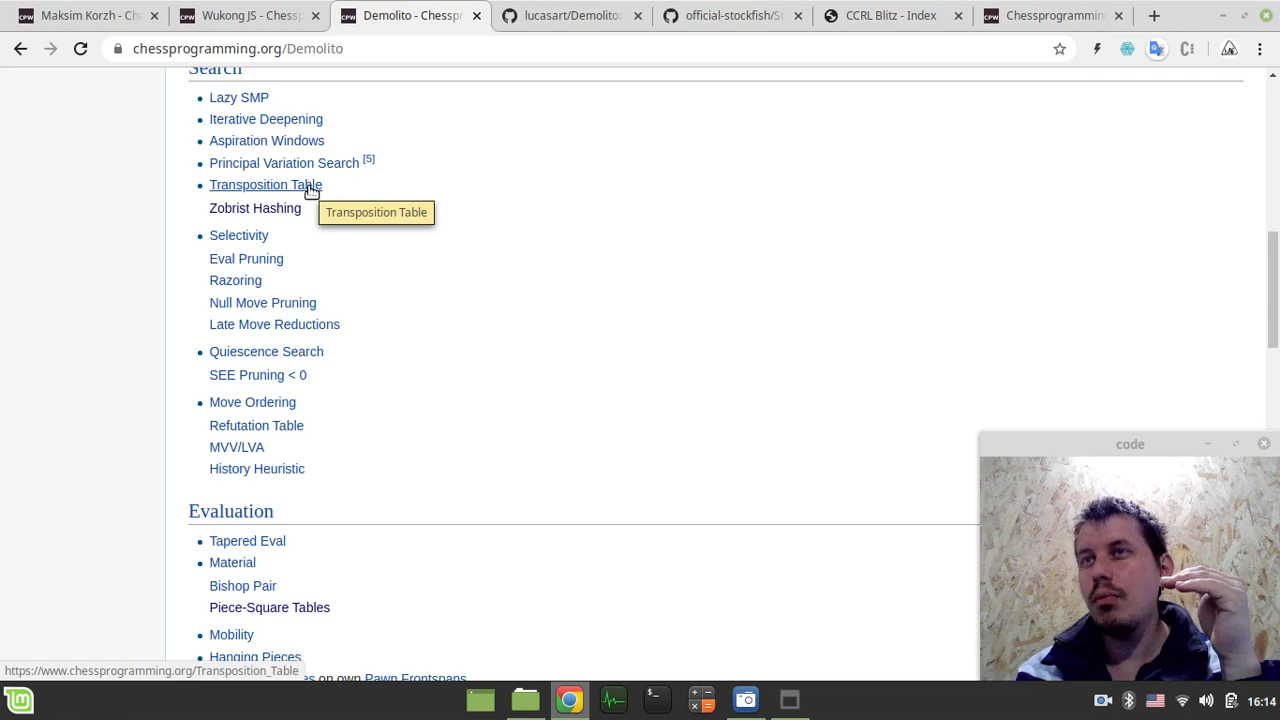 Maksim Korzh - Che
Wukong JS - Chessp
Demolito - Chesspr
lucasart/Demolito:
official-stockfish/St
CCRL Blitz - Index
Chessprogrammin
chessprogramming.org/Demolito
Search
Lazy SMP
Iterative Deepening
Aspiration Windows
Principal Variation Search [5]
Transposition Table
Zobrist Hashing
Transposition Table
Selectivity
Eval Pruning
Razoring
Null Move Pruning
Late Move Reductions
Quiescence Search
SEE Pruning < 0
Move Ordering
Refutation Table
MVV/LVA
History Heuristic
code
Evaluation
Tapered Eval
Material
Bishop Pair
Piece-Square Tables
Mobility
Hanging Pieces
es on own Pawn Frontspans
https://www.chessprogramming.org/Transposition_Table
16:14